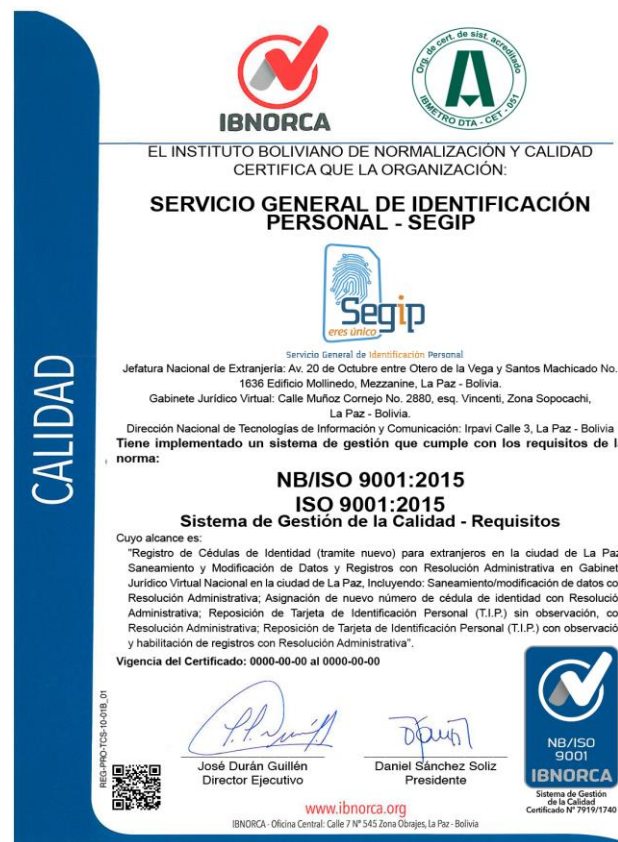 IBNORCA
Org. de cert. de sist. acreditado
IBMETRO DTA - CET - 051
EL INSTITUTO BOLIVIANO DE NORMALIZACIÓN Y CALIDAD
CERTIFICA QUE LA ORGANIZACIÓN:
SERVICIO GENERAL DE IDENTIFICACIÓN
PERSONAL - SEGIP
Segip
eres único
Servicio General de Identificación Personal
Jefatura Nacional de Extranjería: Av. 20 de Octubre entre Otero de la Vega y Santos Machicado No.
1636 Edificio Mollinedo, Mezzanine, La Paz - Bolivia.
Gabinete Jurídico Virtual: Calle Muñoz Cornejo No. 2880, esq. Vincenti, Zona Sopocachi,
La Paz - Bolivia.
Dirección Nacional de Tecnologías de Información y Comunicación: Irpavi Calle 3, La Paz - Bolivia
Tiene implementado un sistema de gestión que cumple con los requisitos de l
norma:
NB/ISO 9001:2015
ISO 9001:2015
Sistema de Gestión de la Calidad - Requisitos
Cuyo alcance es:
"Registro de Cédulas de Identidad (tramite nuevo) para extranjeros en la ciudad de La Paz
Saneamiento y Modificación de Datos y Registros con Resolución Administrativa en Gabinet
Jurídico Virtual Nacional en la ciudad de La Paz, Incluyendo: Saneamiento/modificación de datos co
Resolución Administrativa; Asignación de nuevo número de cédula de identidad con Resolució
Administrativa; Reposición de Tarjeta de Identificación Personal (T.I.P.) sin observación, co
Resolución Administrativa; Reposición de Tarjeta de Identificación Personal (T.I.P.) con observació
y habilitación de registros con Resolución Administrativa".
Vigencia del Certificado: 0000-00-00 al 0000-00-00
CALIDAD
REG-PRO-TCS-10-01B_01
José Durán Guillén
Director Ejecutivo
Daniel Sánchez Soliz
Presidente
NB/ISO
9001
IBNORCA
Sistema de Gestión
de la Calidad
Certificado N° 7919/1740
www.ibnorca.org
IBNORCA - Oficina Central: Calle 7 N° 545 Zona Obrajes, La Paz - Bolivia